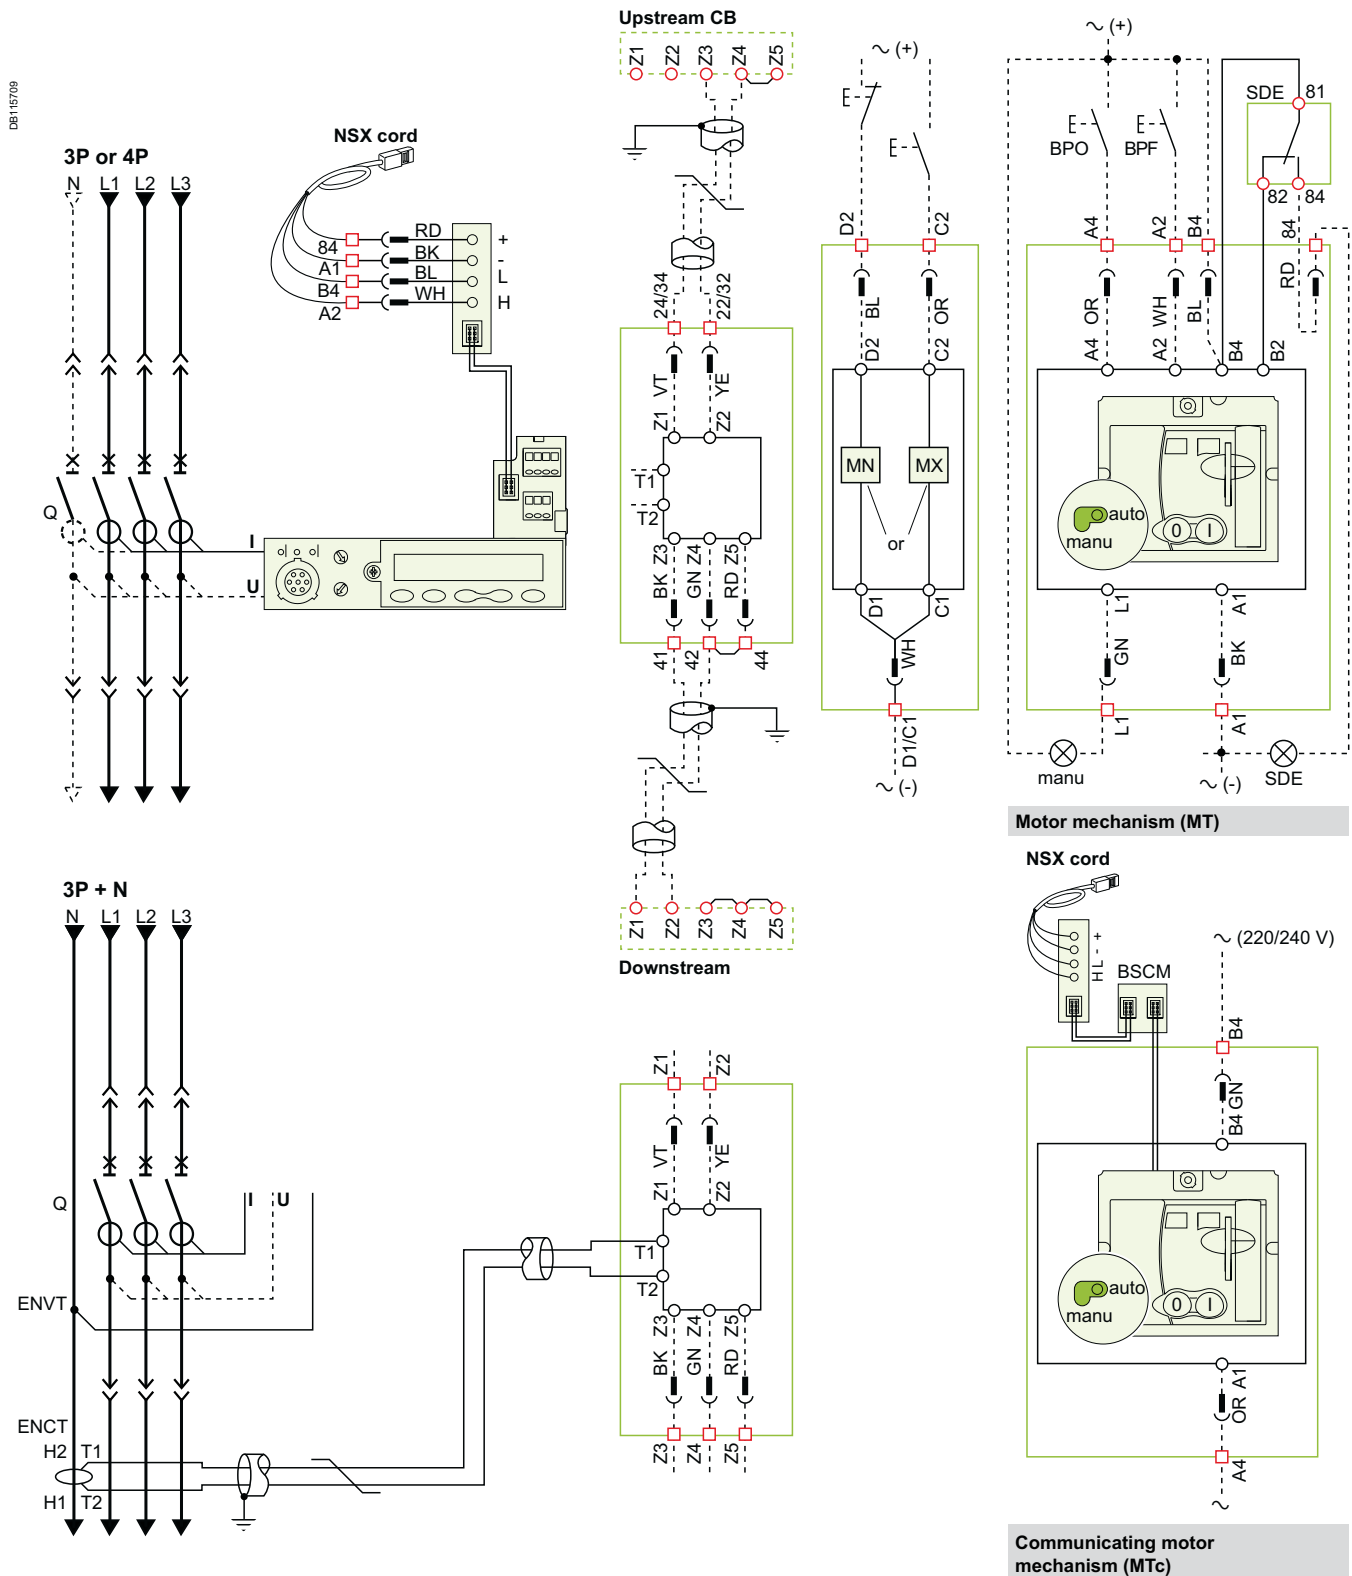 DB115709
3P or 4P
N L1 L2 L3
Q
I
U
NSX cord
84 RD +
A1 BK -
B4 BL L
A2 WH H
Upstream CB
Z1 Z2 Z3 Z4 Z5
24/34 22/32
VT YE
Z1 Z2
T1
T2
Z3 Z4 Z5
BK GN RD
41 42 44
Z1 Z2 Z3 Z4 Z5
Downstream
~ (+)
D2 C2
BL OR
D2 C2
MN MX
or
D1 C1
WH
D1/C1
~ (-)
~ (+)
BPO BPF
SDE 81
82 84
A4 A2 B4 84
OR WH BL RD
A4 A2 B4 B2
auto
manu
0 I
L1 A1
GN BK
L1 A1
manu
~ (-)
SDE
Motor mechanism (MT)
3P + N
N L1 L2 L3
Q
I U
ENVT
ENCT
H2 T1
H1 T2
Z1 Z2
VT YE
Z1 Z2
T1
T2
Z3 Z4 Z5
BK GN RD
Z3 Z4 Z5
NSX cord
+
-
L
H
BSCM
~ (220/240 V)
B4
GN
B4
auto
manu
0 I
A1
OR
A4
~
Communicating motor
mechanism (MTc)